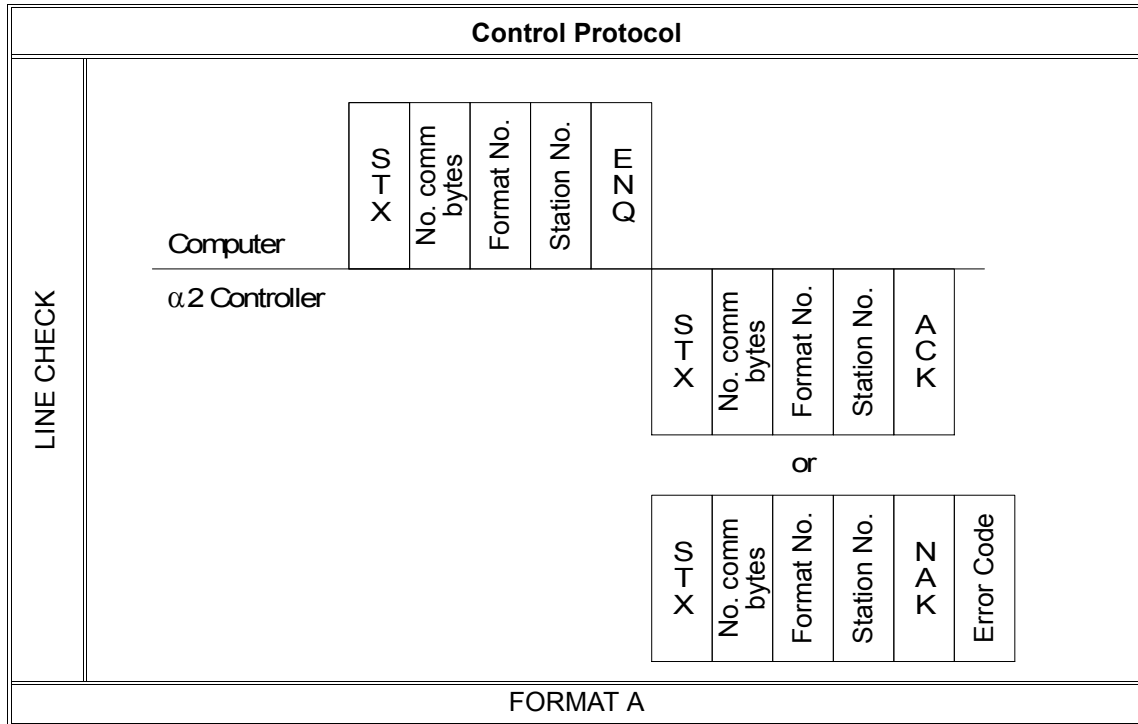 Control Protocol
LINE CHECK
STX
No. comm bytes
Format No.
Station No.
ENQ
Computer
α2 Controller
STX
No. comm bytes
Format No.
Station No.
ACK
or
STX
No. comm bytes
Format No.
Station No.
NAK
Error Code
FORMAT A